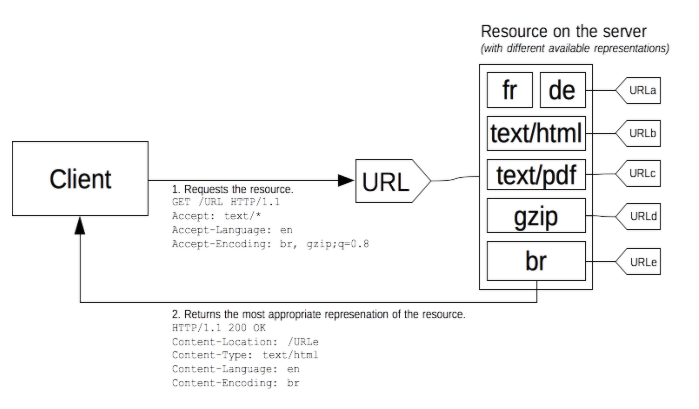 Resource on the server
(with different available representations)
fr
de
URLa
text/html
URLb
Client
URL
text/pdf
URLc
1. Requests the resource.
GET /URL HTTP/1.1
Accept: text/*
Accept-Language: en
Accept-Encoding: br, gzip;q=0.8
gzip
URLd
br
URLe
2. Returns the most appropriate represenation of the resource.
HTTP/1.1 200 OK
Content-Location: /URLe
Content-Type: text/html
Content-Language: en
Content-Encoding: br